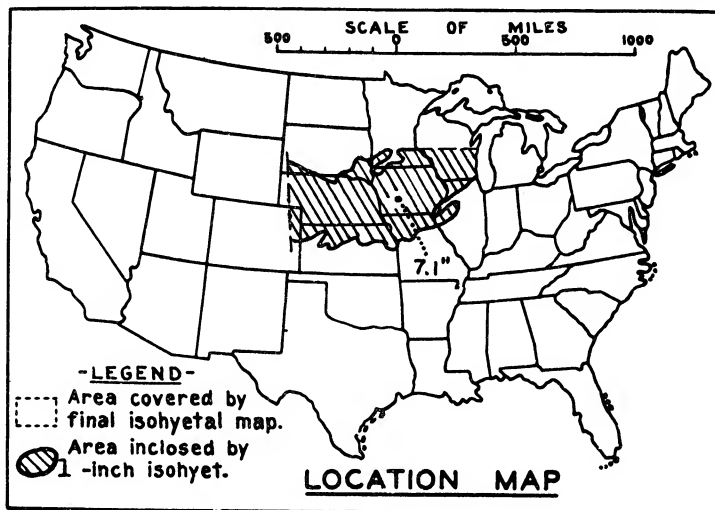 SCALE OF MILES
500 0 500 1000
7.1"
-LEGEND-
Area covered by
final isohyetal map.
Area inclosed by
1 -inch isohyet.
LOCATION MAP